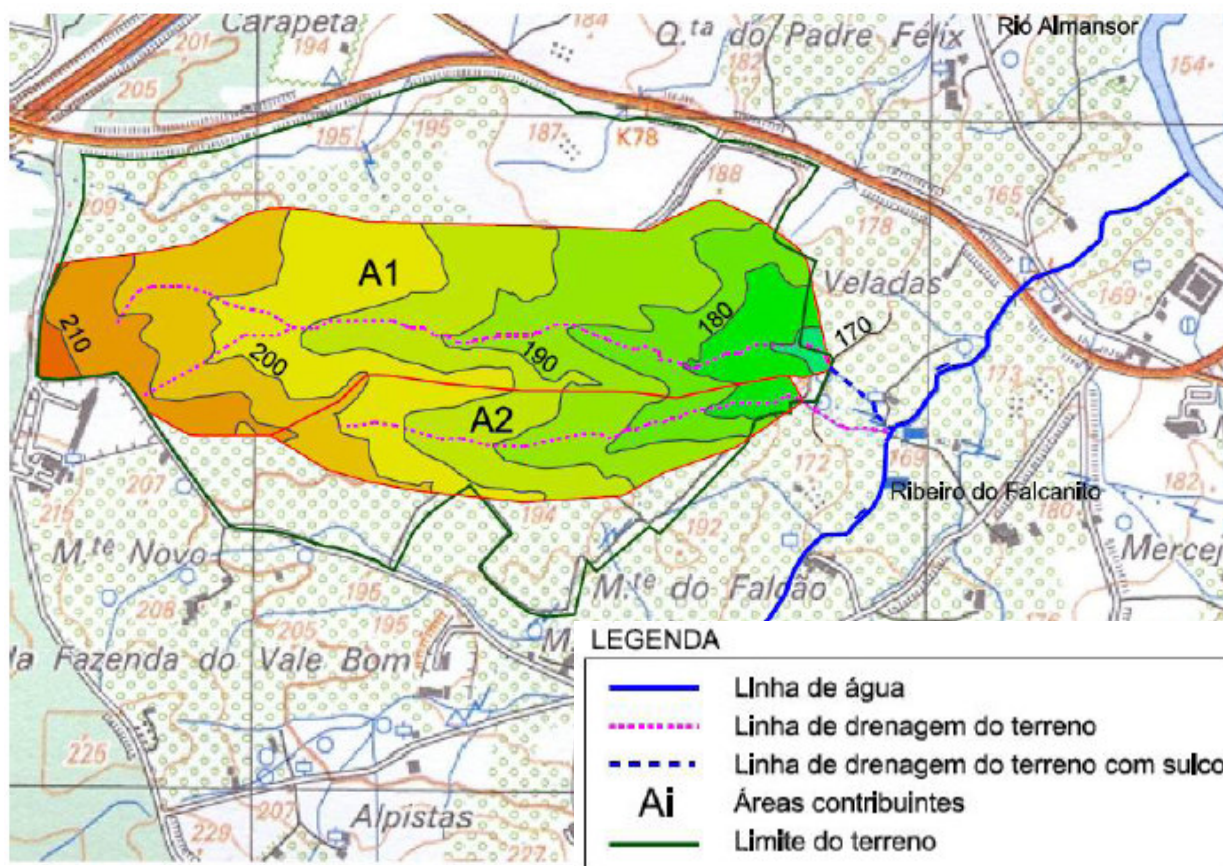 Carapeta
194
184
Rio Almansor
201
Q.ta do Padre Félix
205
182
154
195
195
187
K78
188
165
209
178
A1
Veladas
169
210
180
170
200
190
173
A2
172
169
207
194
Ribeiro do Falcanito
182
215
192
180
M.te Novo
Mercej
208
195
M.te do Falcão
176
205
M
la Fazenda do Vale Bom
225
207
Alpistas
229
227
LEGENDA
Linha de água
Linha de drenagem do terreno
Linha de drenagem do terreno com sulco
Ai Áreas contribuintes
Limite do terreno